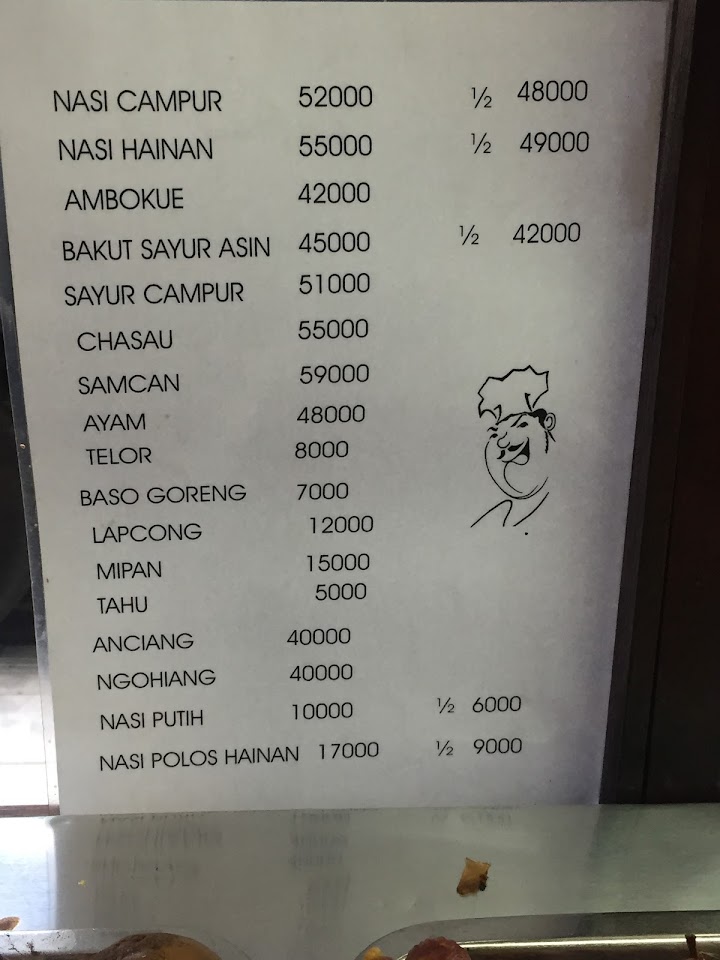 NASI CAMPUR 52000 ½ 48000
NASI HAINAN 55000 ½ 49000
AMBOKUE 42000
BAKUT SAYUR ASIN 45000 ½ 42000
SAYUR CAMPUR 51000
CHASAU 55000
SAMCAN 59000
AYAM 48000
TELOR 8000
BASO GORENG 7000
LAPCONG 12000
MIPAN 15000
TAHU 5000
ANCIANG 40000
NGOHIANG 40000
NASI PUTIH 10000 ½ 6000
NASI POLOS HAINAN 17000 ½ 9000